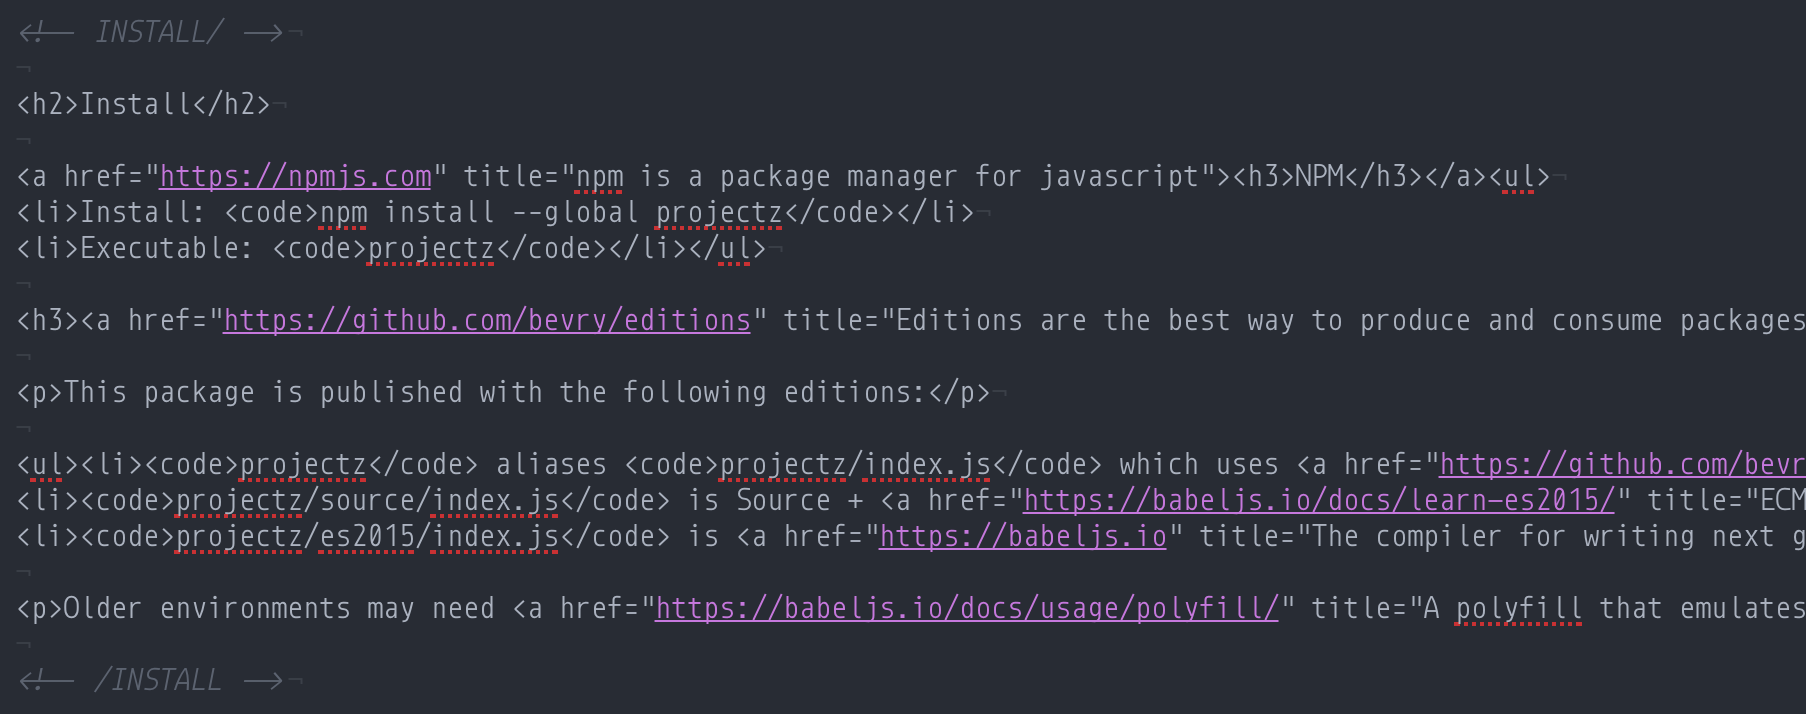 <!-- INSTALL/ -->
<h2>Install</h2>
<a href="https://npmjs.com" title="npm is a package manager for javascript"><h3>NPM</h3></a><ul>
<li>Install: <code>npm install --global projectz</code></li>
<li>Executable: <code>projectz</code></li></ul>
<h3><a href="https://github.com/bevry/editions" title="Editions are the best way to produce and consume packages
<p>This package is published with the following editions:</p>
<ul><li><code>projectz</code> aliases <code>projectz/index.js</code> which uses <a href="https://github.com/bevr
<li><code>projectz/source/index.js</code> is Source + <a href="https://babeljs.io/docs/learn-es2015/" title="ECM
<li><code>projectz/es2015/index.js</code> is <a href="https://babeljs.io" title="The compiler for writing next g
<p>Older environments may need <a href="https://babeljs.io/docs/usage/polyfill/" title="A polyfill that emulates
<!-- /INSTALL -->